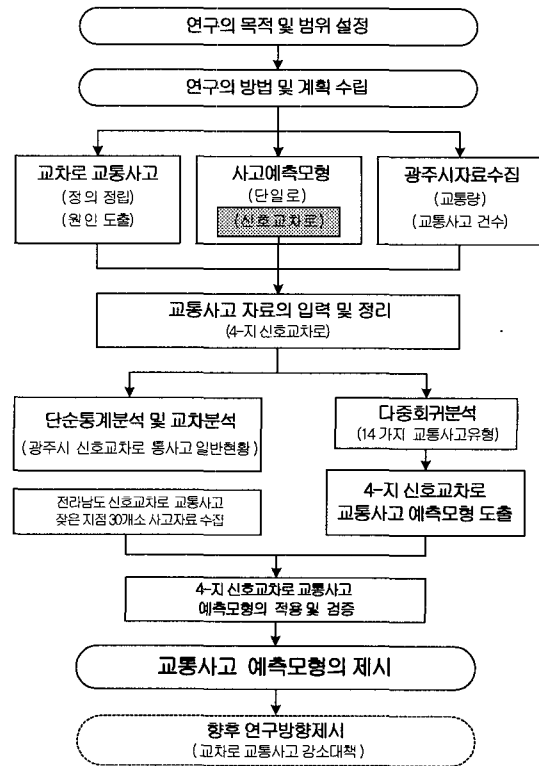 연구의 목적 및 범위 설정
연구의 방법 및 계획 수립
교차로 교통사고
(정의 정립)
(원인 도출)
사고예측모형
(단일로)
(신호교차로)
광주시자료수집
(교통량)
(교통사고 건수)
교통사고 자료의 입력 및 정리
(4-지 신호교차로)
단순통계분석 및 교차분석
(광주시 신호교차로 통사고 일반현황)
다중회귀분석
(14 가지 교통사고유형)
전라남도 신호교차로 교통사고
잦은 지점 30개소 사고자료 수집
4-지 신호교차로
교통사고 예측모형 도출
4-지 신호교차로 교통사고
예측모형의 적용 및 검증
교통사고 예측모형의 제시
향후 연구방향제시
(교차로 교통사고 감소대책)